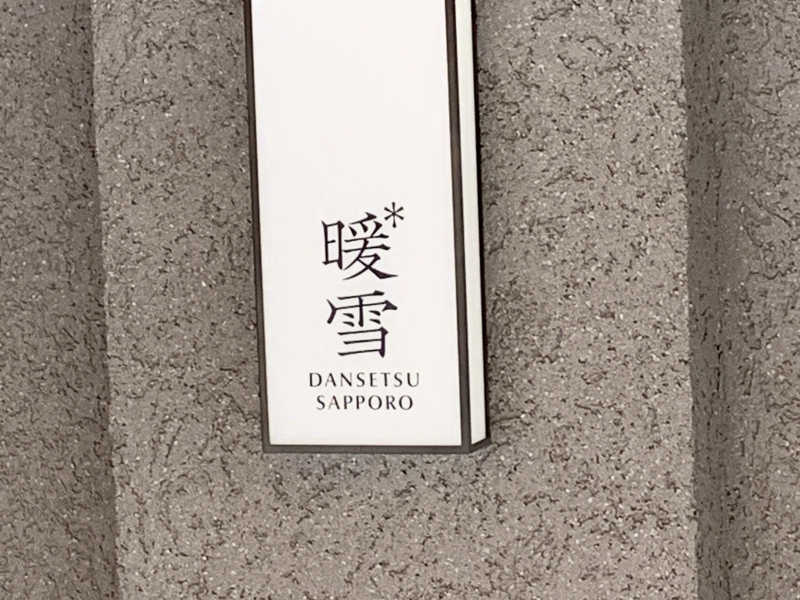 暖*
雪
DANSETSU
SAPPORO